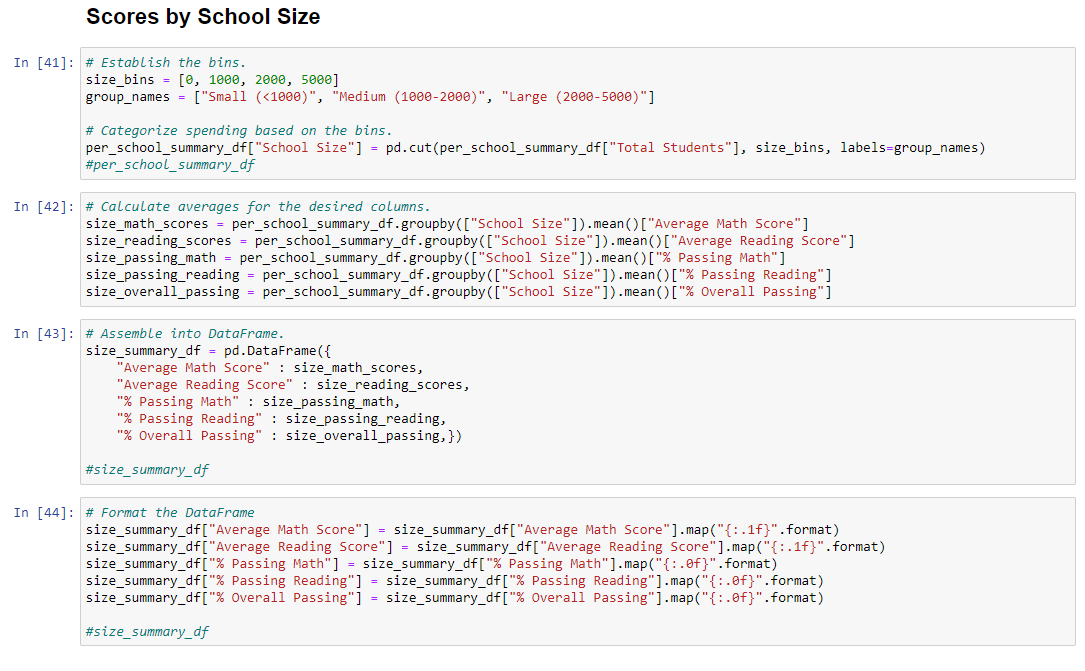 Scores by School Size
In [41]:
# Establish the bins.
size_bins = [0, 1000, 2000, 5000]
group_names = ["Small (<1000)", "Medium (1000-2000)", "Large (2000-5000)"]
# Categorize spending based on the bins.
per_school_summary_df["School Size"] = pd.cut(per_school_summary_df["Total Students"], size_bins, labels=group_names)
#per_school_summary_df
In [42]:
# Calculate averages for the desired columns.
size_math_scores = per_school_summary_df.groupby(["School Size"]).mean()["Average Math Score"]
size_reading_scores = per_school_summary_df.groupby(["School Size"]).mean()["Average Reading Score"]
size_passing_math = per_school_summary_df.groupby(["School Size"]).mean()["% Passing Math"]
size_passing_reading = per_school_summary_df.groupby(["School Size"]).mean()["% Passing Reading"]
size_overall_passing = per_school_summary_df.groupby(["School Size"]).mean()["% Overall Passing"]
In [43]:
# Assemble into DataFrame.
size_summary_df = pd.DataFrame({
    "Average Math Score" : size_math_scores,
    "Average Reading Score" : size_reading_scores,
    "% Passing Math" : size_passing_math,
    "% Passing Reading" : size_passing_reading,
    "% Overall Passing" : size_overall_passing,})
#size_summary_df
In [44]:
# Format the DataFrame
size_summary_df["Average Math Score"] = size_summary_df["Average Math Score"].map("{:.1f}".format)
size_summary_df["Average Reading Score"] = size_summary_df["Average Reading Score"].map("{:.1f}".format)
size_summary_df["% Passing Math"] = size_summary_df["% Passing Math"].map("{:.0f}".format)
size_summary_df["% Passing Reading"] = size_summary_df["% Passing Reading"].map("{:.0f}".format)
size_summary_df["% Overall Passing"] = size_summary_df["% Overall Passing"].map("{:.0f}".format)
#size_summary_df